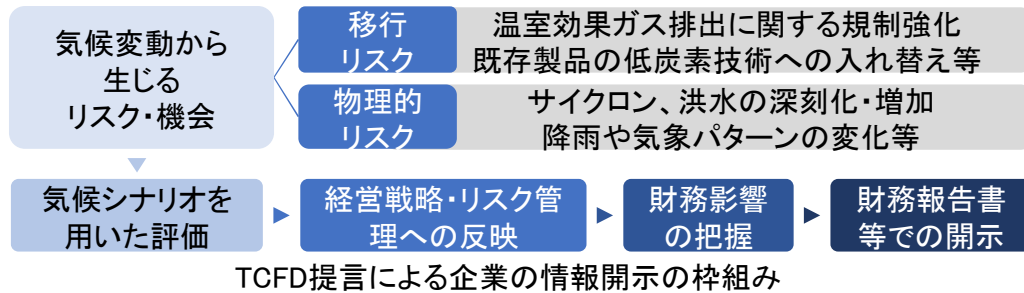 気候変動から
生じる
リスク・機会
移行
リスク
温室効果ガス排出に関する規制強化
既存製品の低炭素技術への入れ替え等
物理的
リスク
サイクロン、洪水の深刻化・増加
降雨や気象パターンの変化等
気候シナリオを
用いた評価
経営戦略・リスク管
理への反映
財務影響
の把握
財務報告書
等での開示
TCFD提言による企業の情報開示の枠組み